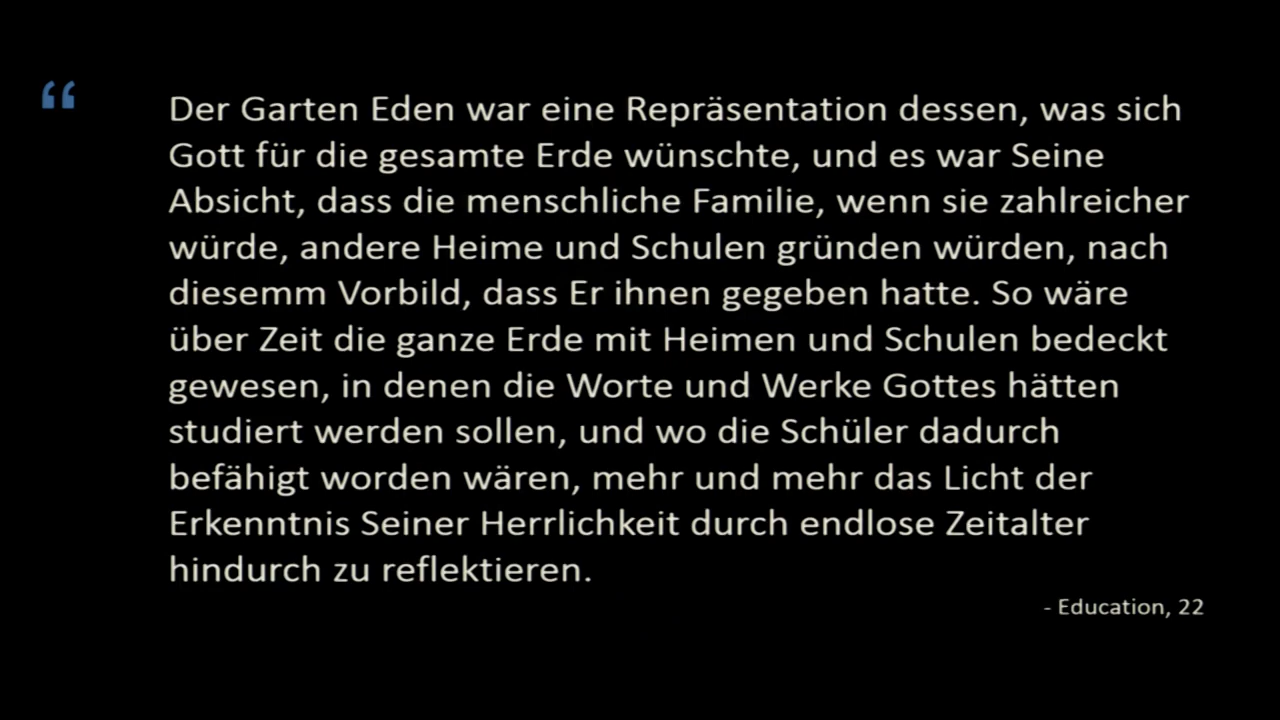 “
Der Garten Eden war eine Repräsentation dessen, was sich
Gott für die gesamte Erde wünschte, und es war Seine
Absicht, dass die menschliche Familie, wenn sie zahlreicher
würde, andere Heime und Schulen gründen würden, nach
diesemm Vorbild, dass Er ihnen gegeben hatte. So wäre
über Zeit die ganze Erde mit Heimen und Schulen bedeckt
gewesen, in denen die Worte und Werke Gottes hätten
studiert werden sollen, und wo die Schüler dadurch
befähigt worden wären, mehr und mehr das Licht der
Erkenntnis Seiner Herrlichkeit durch endlose Zeitalter
hindurch zu reflektieren.
- Education, 22